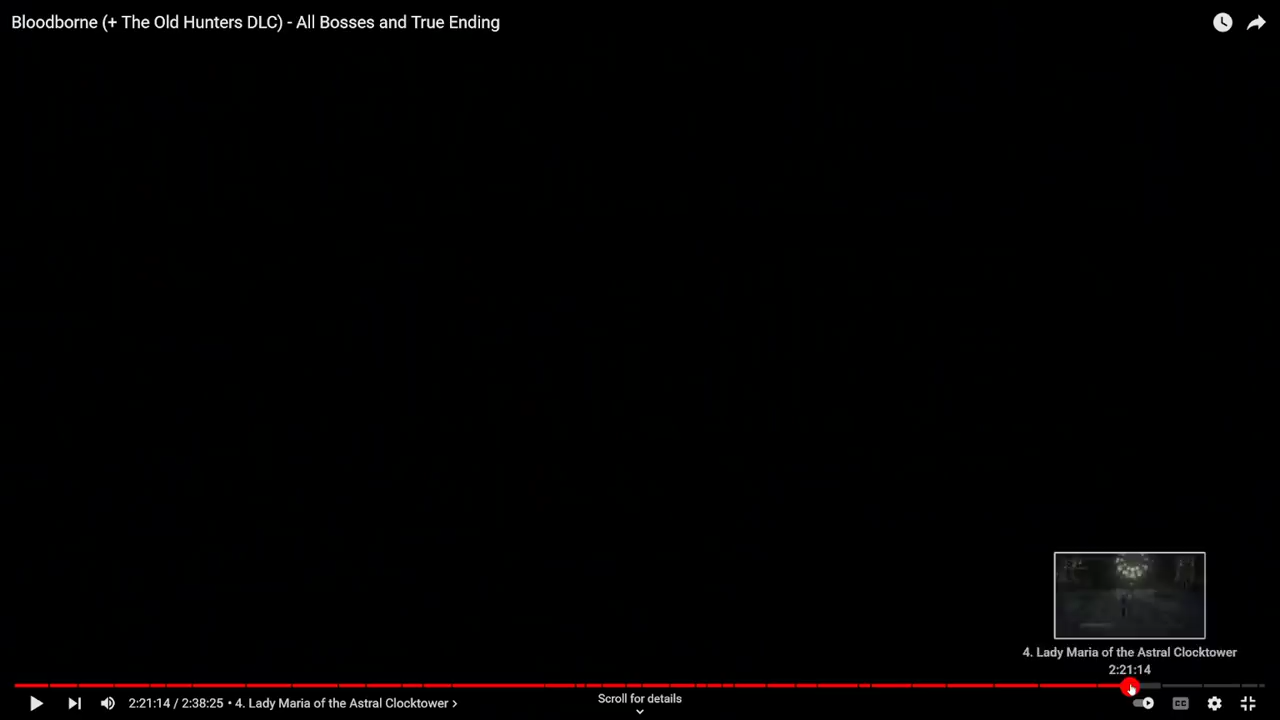 Bloodborne (+ The Old Hunters DLC) - All Bosses and True Ending
4. Lady Maria of the Astral Clocktower
2:21:14
2:21:14 / 2:38:25 • 4. Lady Maria of the Astral Clocktower ›
Scroll for details
CC